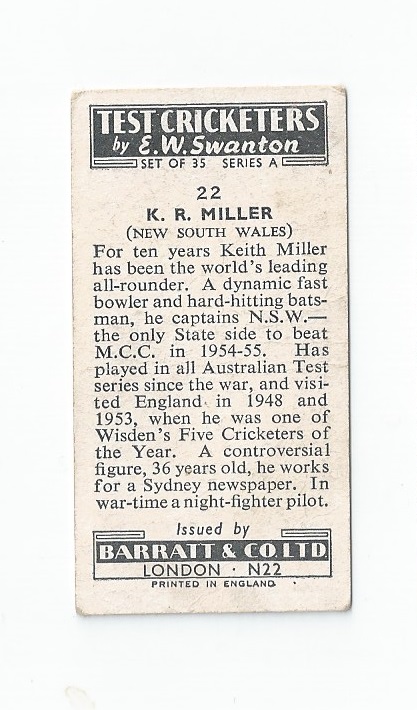 TEST CRICKETERS
by E.W. Swanton
SET OF 35 SERIES A
22
K. R. MILLER
(NEW SOUTH WALES)
For ten years Keith Miller
has been the world's leading
all-rounder. A dynamic fast
bowler and hard-hitting bats-
man, he captains N.S.W.—
the only State side to beat
M.C.C. in 1954-55. Has
played in all Australian Test
series since the war, and visi-
ted England in 1948 and
1953, when he was one of
Wisden's Five Cricketers of
the Year. A controversial
figure, 36 years old, he works
for a Sydney newspaper. In
war-time a night-fighter pilot.
Issued by
BARRATT & CO. LTD.
LONDON · N22
PRINTED IN ENGLAND